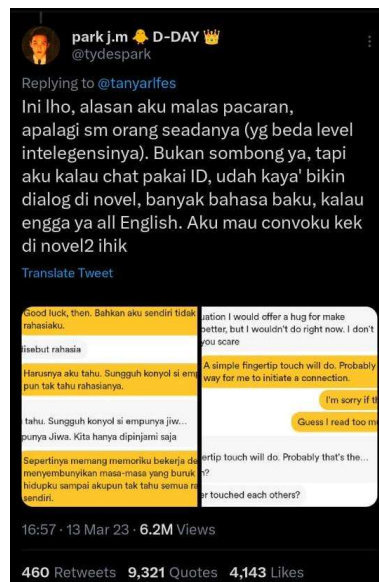 park j.m 🐥 D-DAY 👑
@tydespark
Replying to @tanyarlfes
Ini lho, alasan aku malas pacaran,
apalagi sm orang seadanya (yg beda level
intelegensinya). Bukan sombong ya, tapi
aku kalau chat pakai ID, udah kaya' bikin
dialog di novel, banyak bahasa baku, kalau
engga ya all English. Aku mau convoku kek
di novel2 ihik
Translate Tweet
Good luck, then. Bahkan aku sendiri tidak
rahasiaku.
disebut rahasia
Harusnya aku tahu. Sungguh konyol si em
pun tak tahu rahasianya.
tahu. Sungguh konyol si empunya jiw...
punya Jiwa. Kita hanya dipinjami saja
Sepertinya memang memoriku bekerja de
menyembunyikan masa-masa yang buruk
hidupku sampai akupun tak tahu semua ra
sendiri.
uation I would offer a hug for make
better, but I wouldn't do right now. I don't
you scare
A simple fingertip touch will do. Probably
way for me to initiate a connection.
I'm sorry if th
Guess I read too m
ertip touch will do. Probably that's the...
n?
er touched each others?
16:57 · 13 Mar 23 · 6.2M Views
460 Retweets 9,321 Quotes 4,143 Likes